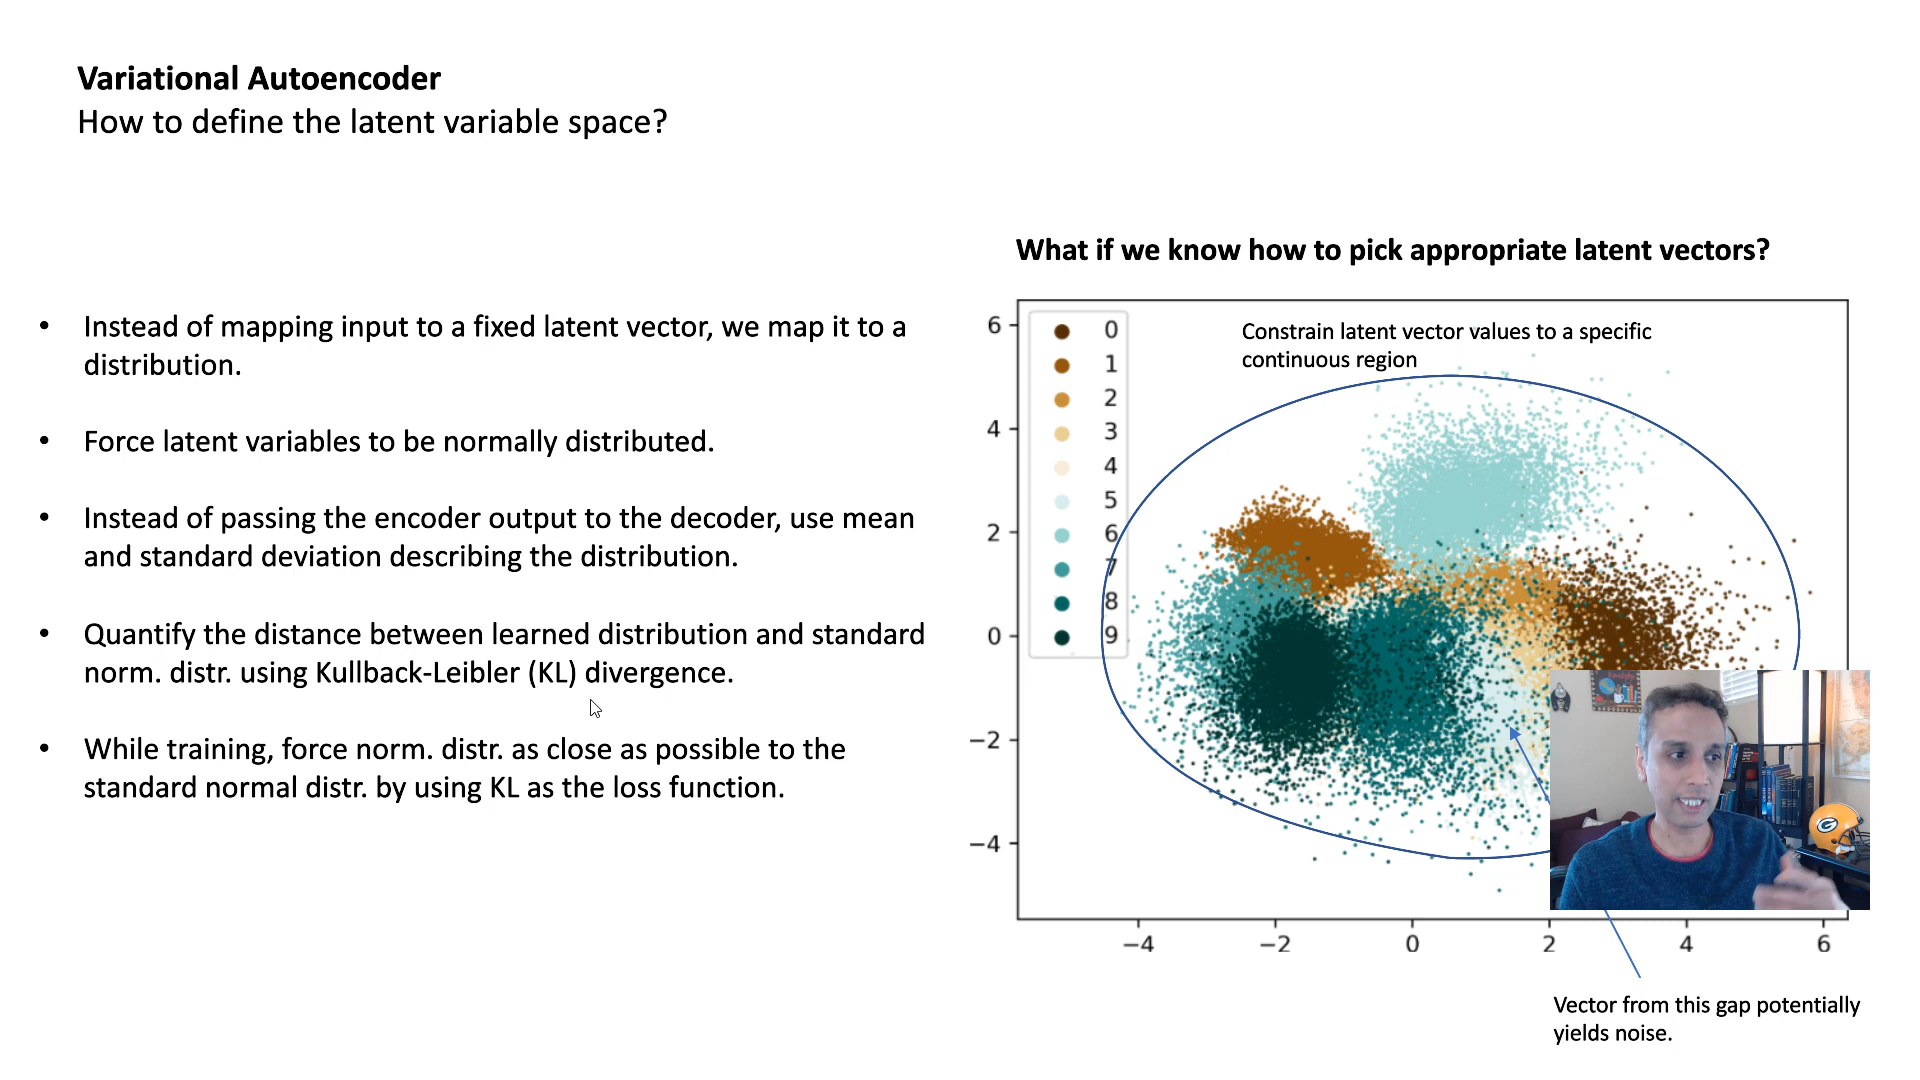 Variational Autoencoder
How to define the latent variable space?
What if we know how to pick appropriate latent vectors?
• Instead of mapping input to a fixed latent vector, we map it to a
distribution.
• Force latent variables to be normally distributed.
• Instead of passing the encoder output to the decoder, use mean
and standard deviation describing the distribution.
• Quantify the distance between learned distribution and standard
norm. distr. using Kullback-Leibler (KL) divergence.
• While training, force norm. distr. as close as possible to the
standard normal distr. by using KL as the loss function.
Constrain latent vector values to a specific
continuous region
0
1
2
3
4
5
6
7
8
9
6
4
2
0
−2
−4
−4 −2 0 2 4 6
G
Vector from this gap potentially
yields noise.